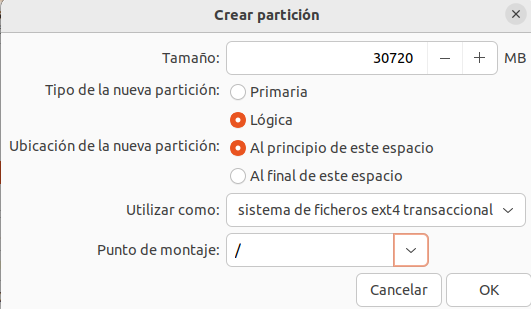 Crear partición
Tamaño: 30720 MB
Tipo de la nueva partición: Primaria
Lógica
Ubicación de la nueva partición: Al principio de este espacio
Al final de este espacio
Utilizar como: sistema de ficheros ext4 transaccional
Punto de montaje: /
Cancelar OK